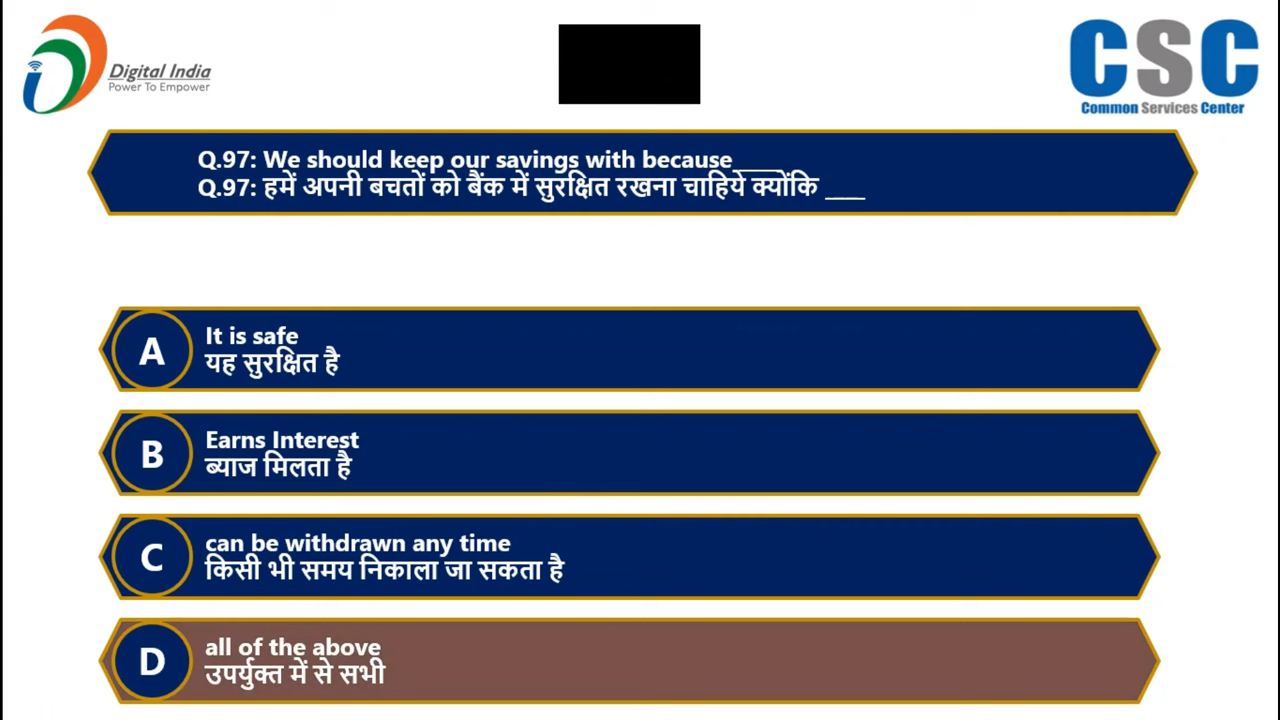 Digital India
Power To Empower
CSC
Common Services Center
Q.97: We should keep our savings with because____
Q.97: हमें अपनी बचतों को बैंक में सुरक्षित रखना चाहिये क्योंकि ___
A
It is safe
यह सुरक्षित है
B
Earns Interest
ब्याज मिलता है
C
can be withdrawn any time
किसी भी समय निकाला जा सकता है
D
all of the above
उपर्युक्त में से सभी